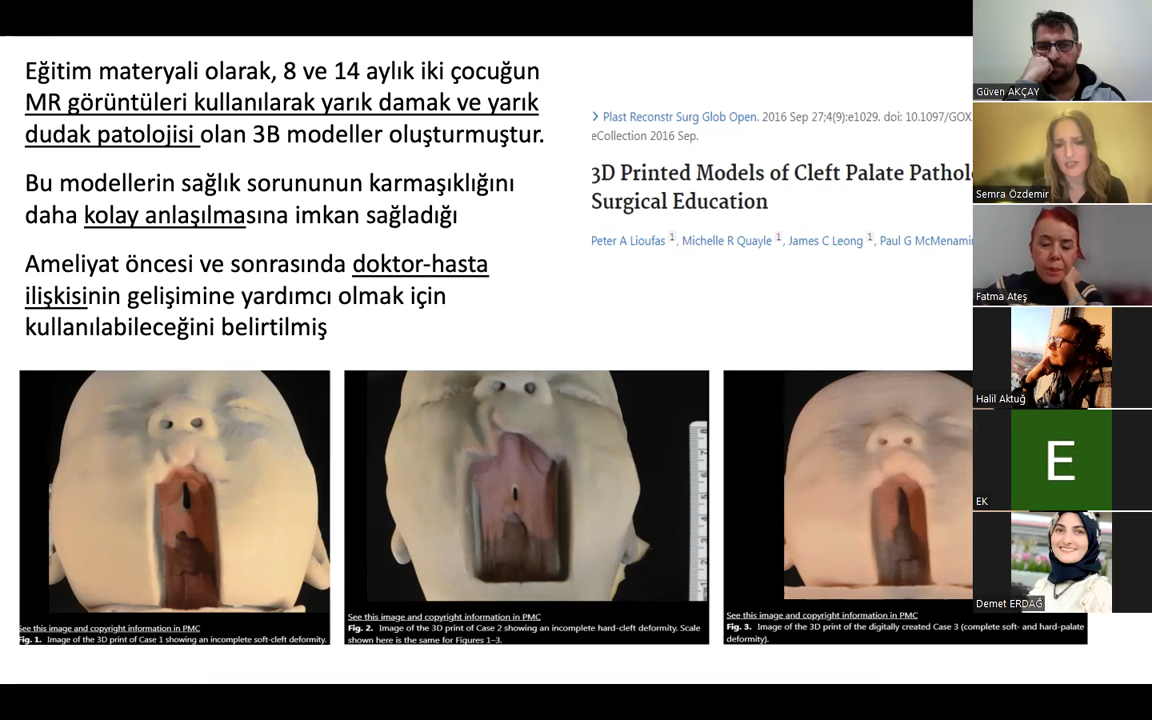 Eğitim materyali olarak, 8 ve 14 aylık iki çocuğun
MR görüntüleri kullanılarak yarık damak ve yarık
dudak patolojisi olan 3B modeller oluşturmuştur.
Bu modellerin sağlık sorununun karmaşıklığını
daha kolay anlaşılmasına imkan sağladığı
Ameliyat öncesi ve sonrasında doktor-hasta
ilişkisinin gelişimine yardımcı olmak için
kullanılabileceğini belirtilmiş
> Plast Reconstr Surg Glob Open. 2016 Sep 27;4(9):e1029. doi: 10.1097/GOX
eCollection 2016 Sep.
3D Printed Models of Cleft Palate Pathol
Surgical Education
Peter A Lioufas 1, Michelle R Quayle 1, James C Leong 1, Paul G McMenamin
See this image and copyright information in PMC
Fig. 1. Image of the 3D print of Case 1 showing an incomplete soft-cleft deformity.
See this image and copyright information in PMC
Fig. 2. Image of the 3D print of Case 2 showing an incomplete hard-cleft deformity. Scale
shown here is the same for Figures 1–3.
See this image and copyright information in PMC
Fig. 3. Image of the 3D print of the digitally created Case 3 (complete soft- and hard-palate
deformity).
Güven AKÇAY
Semra Özdemir
Fatma Ateş
Halil Aktuğ
E
EK
Demet ERDAĞ